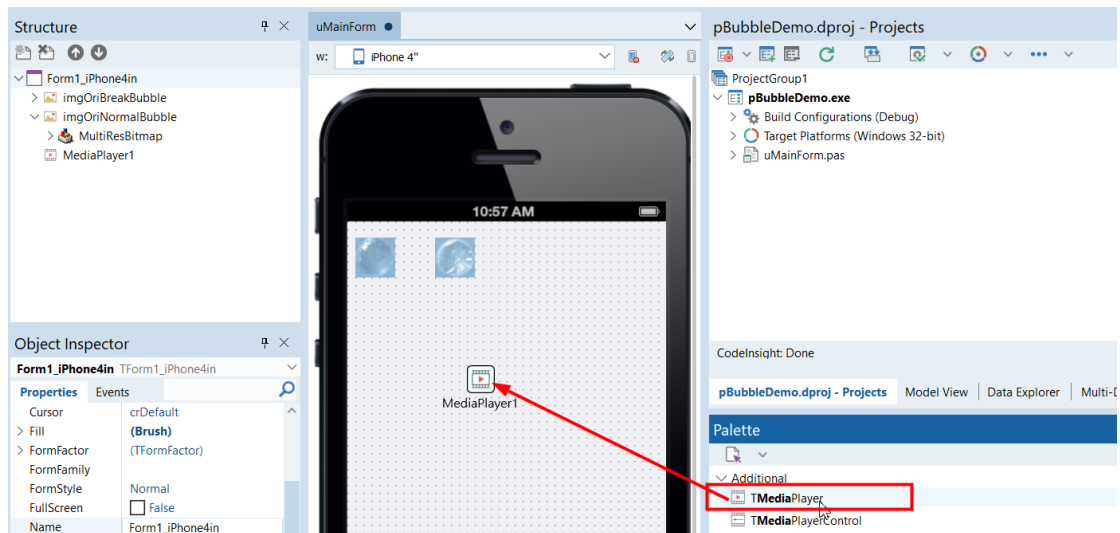 Structure
Form1_iPhone4in
imgOriBreakBubble
imgOriNormalBubble
MultiResBitmap
MediaPlayer1
Object Inspector
Form1_iPhone4in TForm1_iPhone4in
Properties Events
Cursor crDefault
Fill (Brush)
FormFactor (TFormFactor)
FormFamily
FormStyle Normal
FullScreen False
Name Form1_iPhone4in
uMainForm
w: iPhone 4"
10:57 AM
MediaPlayer1
pBubbleDemo.dproj - Projects
ProjectGroup1
pBubbleDemo.exe
Build Configurations (Debug)
Target Platforms (Windows 32-bit)
uMainForm.pas
CodeInsight: Done
pBubbleDemo.dproj - Projects Model View Data Explorer Multi-D
Palette
Additional
TMediaPlayer
TMediaPlayerControl